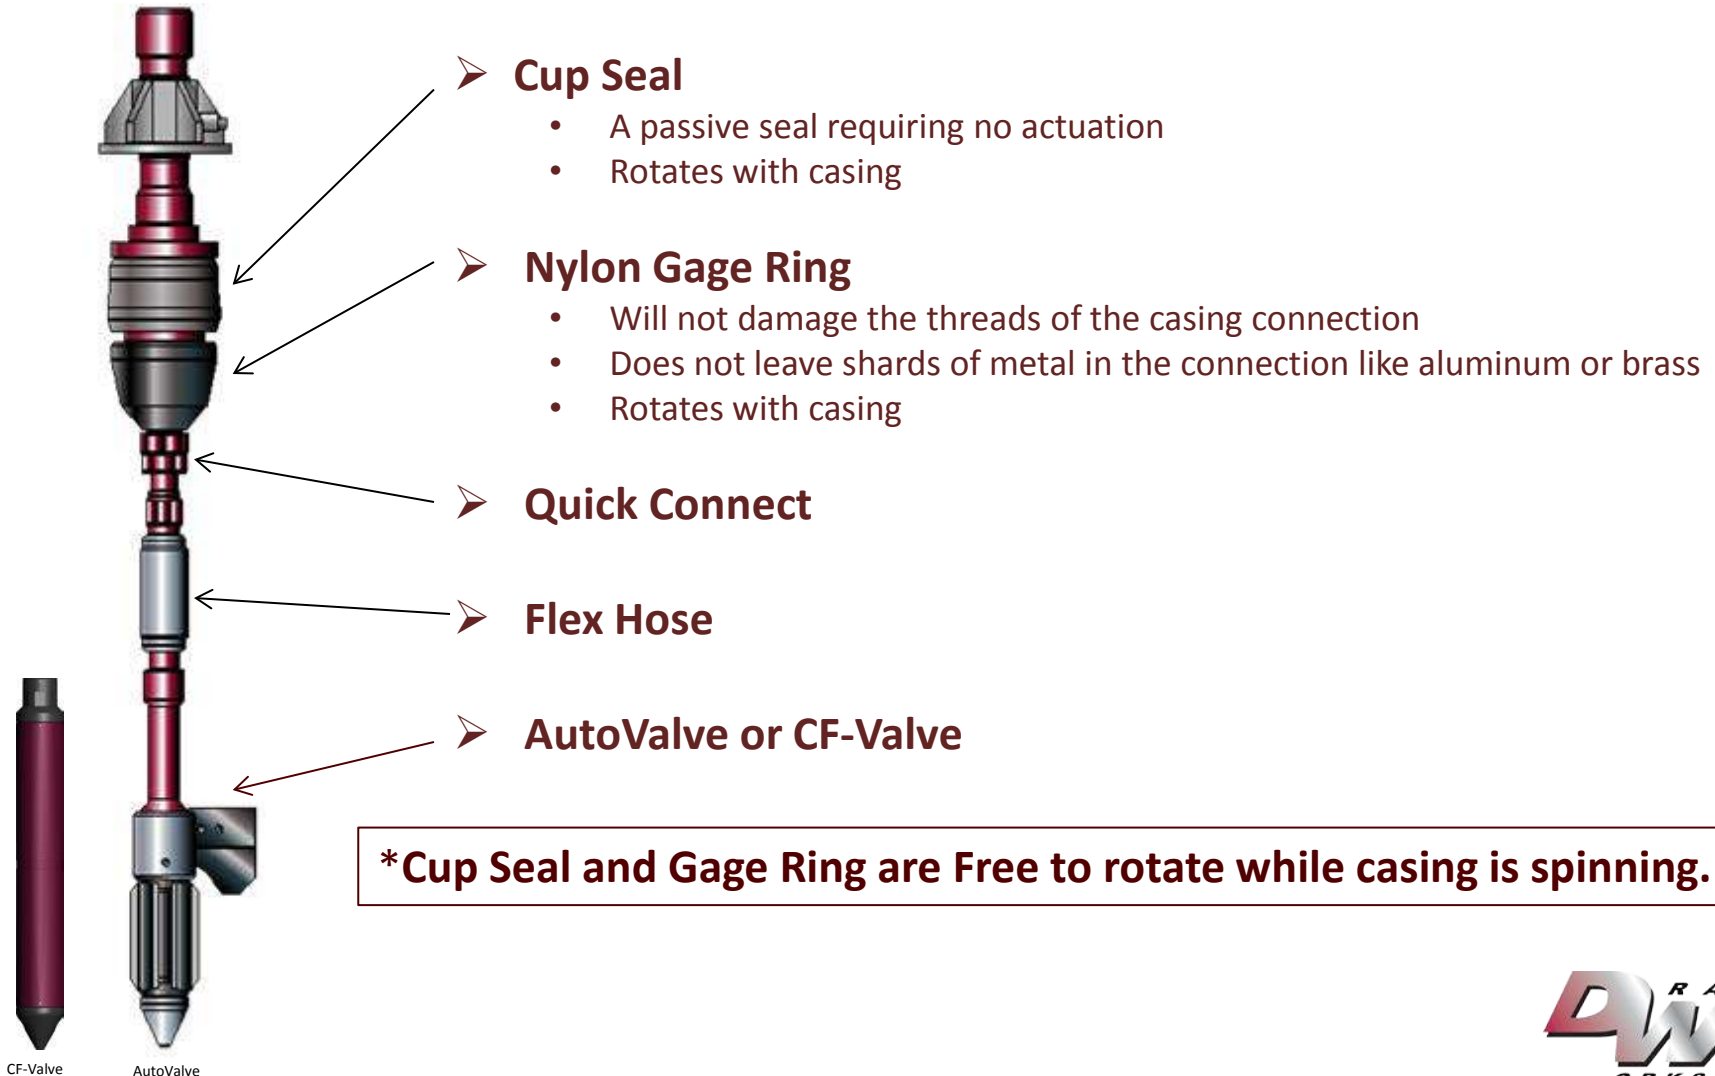 ➢ Cup Seal
• A passive seal requiring no actuation
• Rotates with casing
➢ Nylon Gage Ring
• Will not damage the threads of the casing connection
• Does not leave shards of metal in the connection like aluminum or brass
• Rotates with casing
➢ Quick Connect
➢ Flex Hose
➢ AutoValve or CF-Valve
*Cup Seal and Gage Ring are Free to rotate while casing is spinning.
CF-Valve
AutoValve